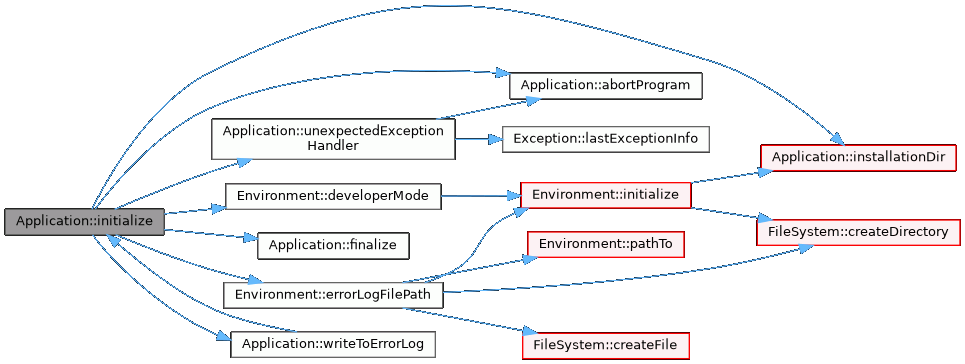 Application::abortProgram
Application::unexpectedException
Handler
Exception::lastExceptionInfo
Application::installationDir
Environment::developerMode
Environment::initialize
Application::initialize
FileSystem::createDirectory
Application::finalize
Environment::pathTo
Environment::errorLogFilePath
Application::writeToErrorLog
FileSystem::createFile